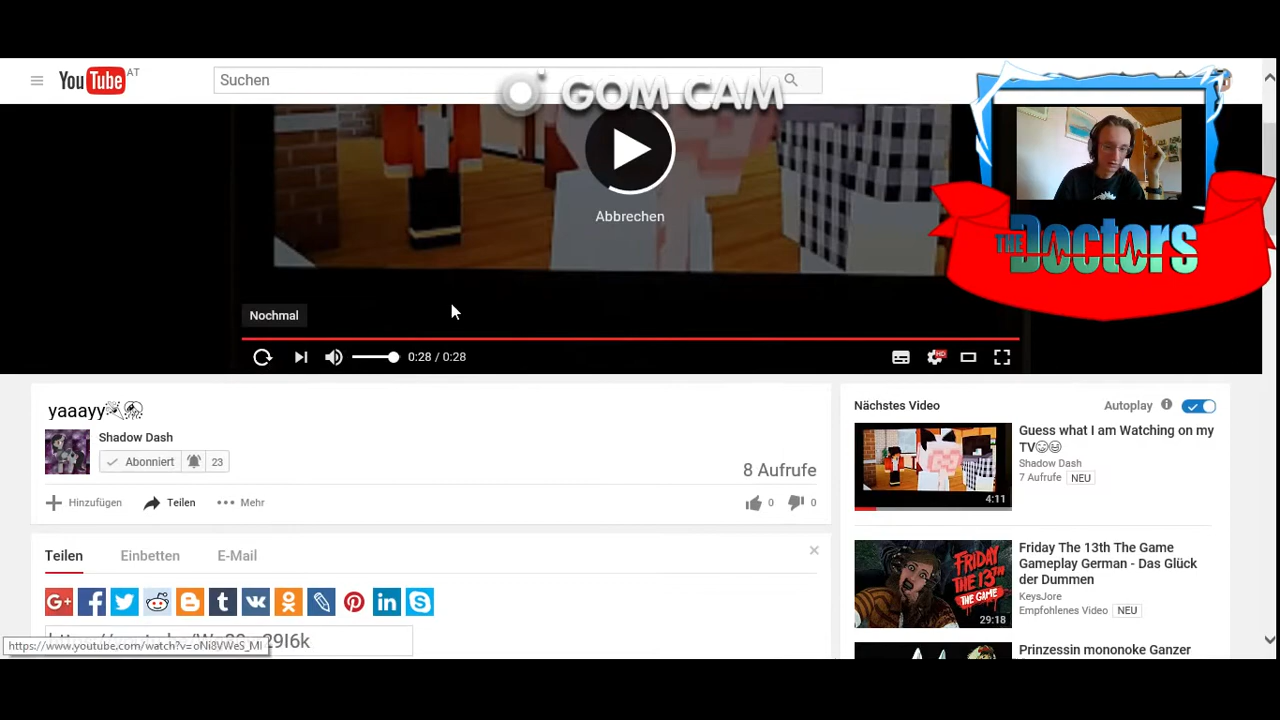 YouTube AT
Suchen
GOM CAM
Abbrechen
THE Doctors
Nochmal
0:28 / 0:28
HD
yaaayy
Shadow Dash
Abonniert 23
8 Aufrufe
Hinzufügen Teilen Mehr
0 0
Teilen Einbetten E-Mail
G+
https://www.youtube.com/watch?v=oNi8VWeS_MI
Nächstes Video Autoplay
Guess what I am Watching on my
TV
Shadow Dash
7 Aufrufe NEU
4:11
Friday The 13th The Game
Gameplay German - Das Glück
der Dummen
KeysJore
Empfohlenes Video NEU
FRIDAY
THE 13TH
THE GAME
29:18
Prinzessin mononoke Ganzer